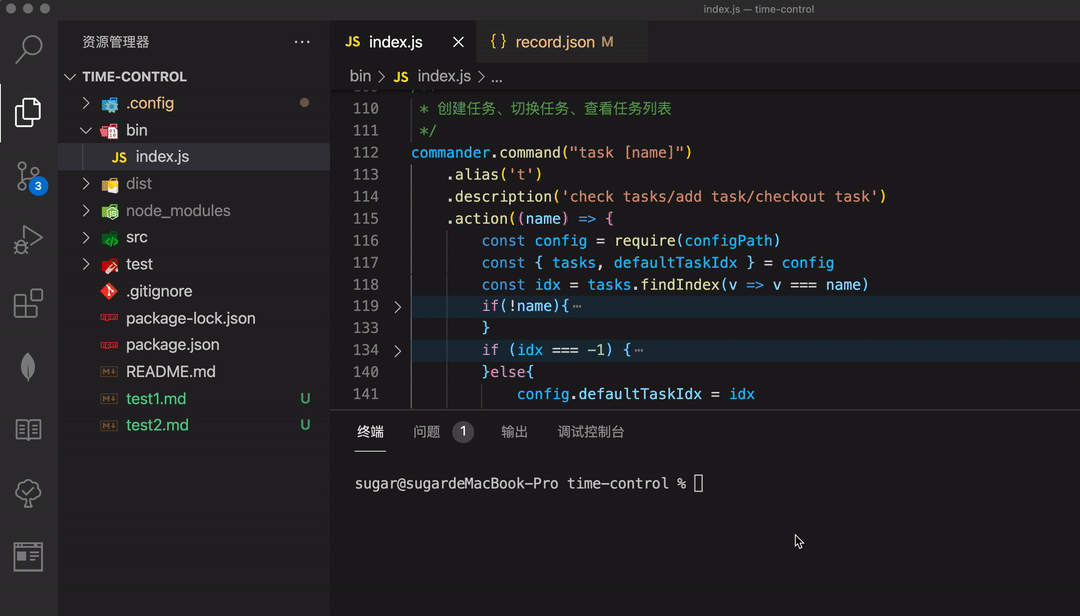 index.js — time-control
资源管理器
TIME-CONTROL
.config
bin
JS index.js
dist
node_modules
src
test
.gitignore
package-lock.json
package.json
README.md
test1.md U
test2.md U
3
JS index.js
{} record.json M
bin > JS index.js > ...
110 * 创建任务、切换任务、查看任务列表
111 */
112 commander.command("task [name]")
113 .alias('t')
114 .description('check tasks/add task/checkout task')
115 .action((name) => {
116 const config = require(configPath)
117 const { tasks, defaultTaskIdx } = config
118 const idx = tasks.findIndex(v => v === name)
119 if(!name){⋯
133 }
134 if (idx === -1) {⋯
140 }else{
141 config.defaultTaskIdx = idx
终端 问题 1 输出 调试控制台
sugar@sugardeMacBook-Pro time-control %